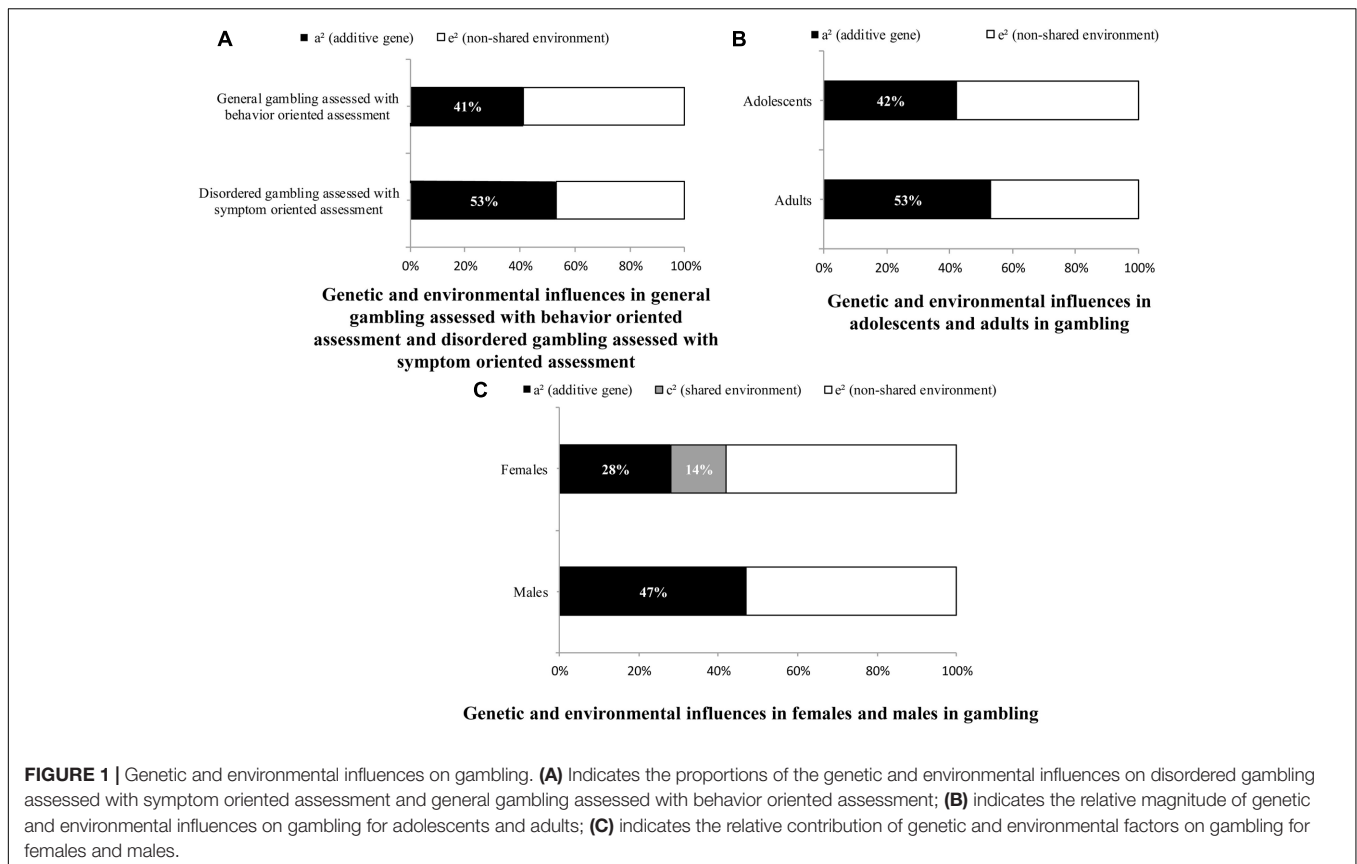 A
■ a² (additive gene) □ e² (non-shared environment)
General gambling assessed with
behavior oriented assessment
41%
Disordered gambling assessed with
symptom oriented assessment
53%
0% 20% 40% 60% 80% 100%
Genetic and environmental influences in general
gambling assessed with behavior oriented
assessment and disordered gambling assessed with
symptom oriented assessment
B
■ a² (additive gene) □ e² (non-shared environment)
Adolescents
42%
Adults
53%
0% 20% 40% 60% 80% 100%
Genetic and environmental influences in
adolescents and adults in gambling
C
■ a² (additive gene) ■ c² (shared environment) □ e² (non-shared environment)
Females
28% 14%
Males
47%
0% 20% 40% 60% 80% 100%
Genetic and environmental influences in females and males in gambling
FIGURE 1 | Genetic and environmental influences on gambling. (A) Indicates the proportions of the genetic and environmental influences on disordered gambling
assessed with symptom oriented assessment and general gambling assessed with behavior oriented assessment; (B) indicates the relative magnitude of genetic
and environmental influences on gambling for adolescents and adults; (C) indicates the relative contribution of genetic and environmental factors on gambling for
females and males.